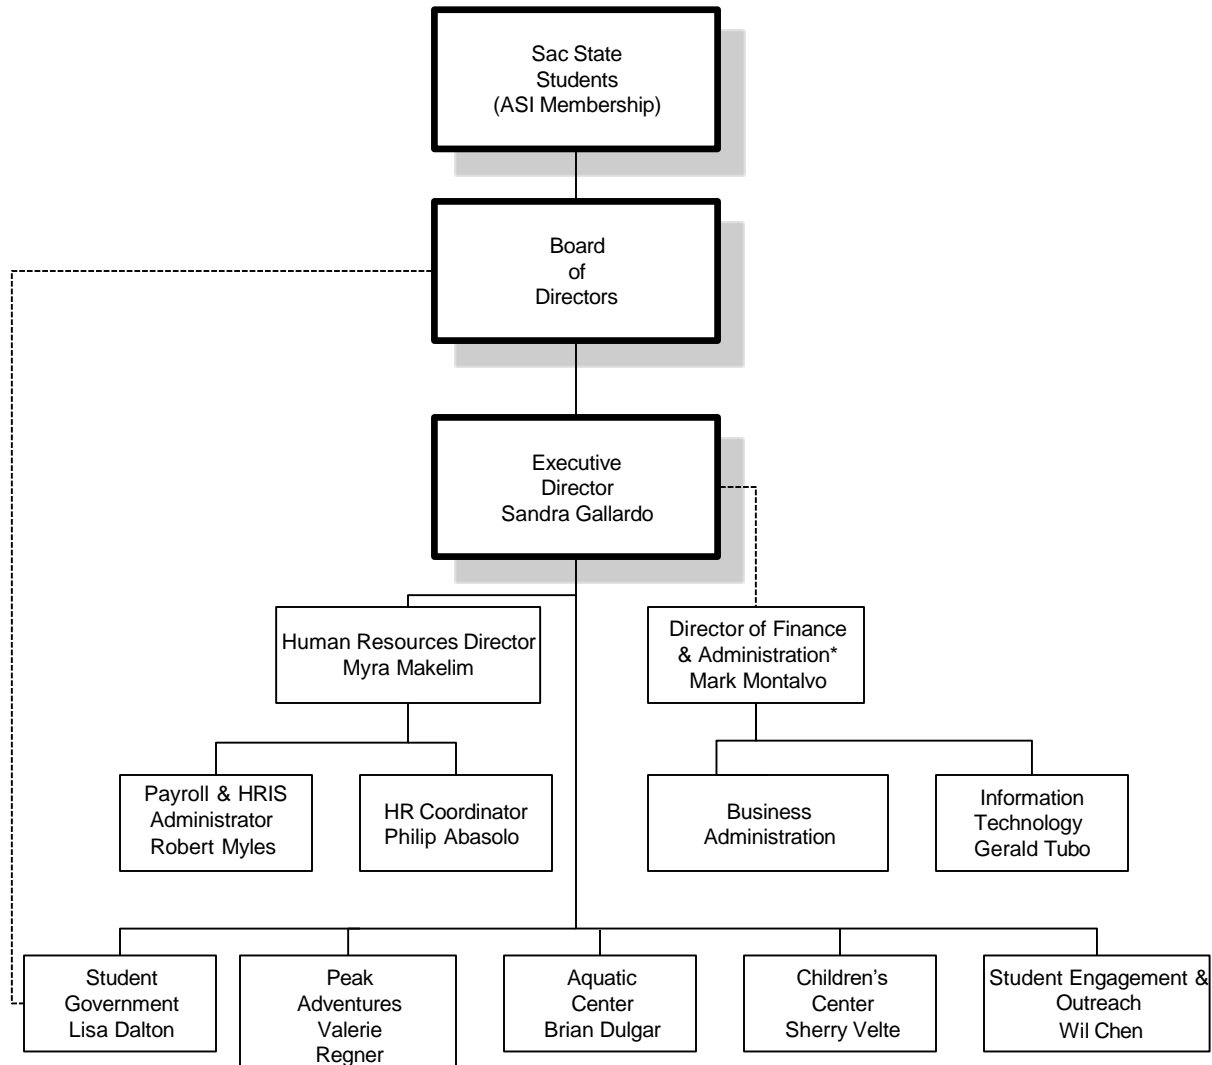 Sac State
Students
(ASI Membership)
Board
of
Directors
Executive
Director
Sandra Gallardo
Human Resources Director
Myra Makelim
Director of Finance
& Administration*
Mark Montalvo
Payroll & HRIS
Administrator
Robert Myles
HR Coordinator
Philip Abasolo
Business
Administration
Information
Technology
Gerald Tubo
Student
Government
Lisa Dalton
Peak
Adventures
Valerie
Regner
Aquatic
Center
Brian Dulgar
Children’s
Center
Sherry Velte
Student Engagement &
Outreach
Wil Chen